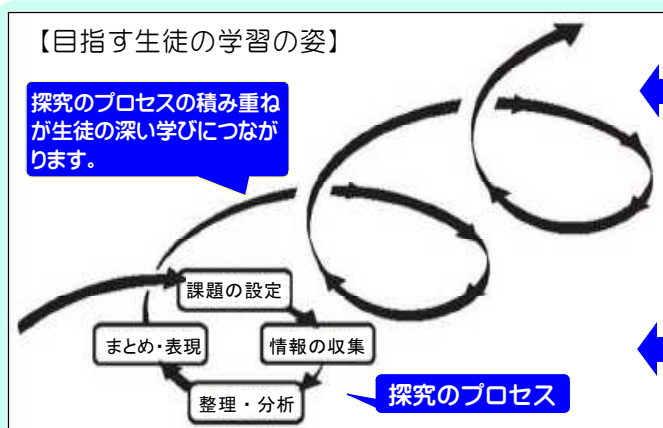 【目指す生徒の学習の姿】
探究のプロセスの積み重ね
が生徒の深い学びにつなが
ります。
課題の設定
まとめ・表現
情報の収集
整理・分析
探究のプロセス